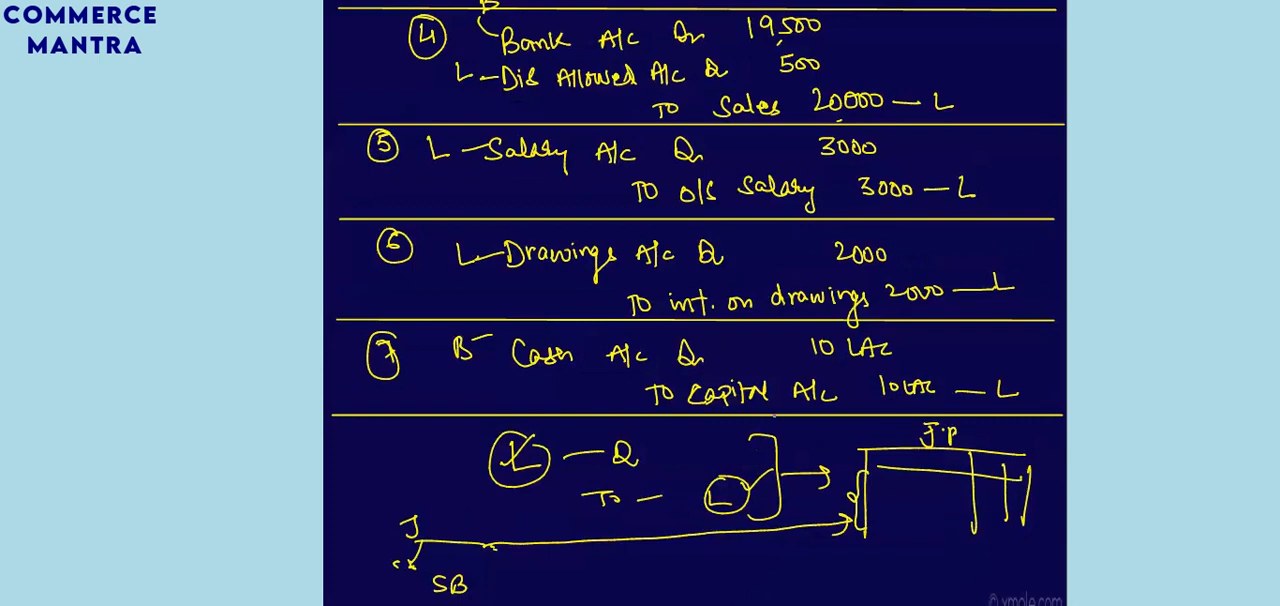 COMMERCE
MANTRA
B
4 Bank A/c Dr 19,500
L - Dis Allowed A/c Dr 500
To Sales 20,000 - L
5 L - Salary A/c Dr 3000
To o/s Salary 3000 - L
6 L - Drawings A/c Dr 2000
To int. on drawings 2000 - L
7 B - Cash A/c Dr 10 LAC
To Capital A/c 10 LAC - L
J.P
L - Dr
To - L
J
SB